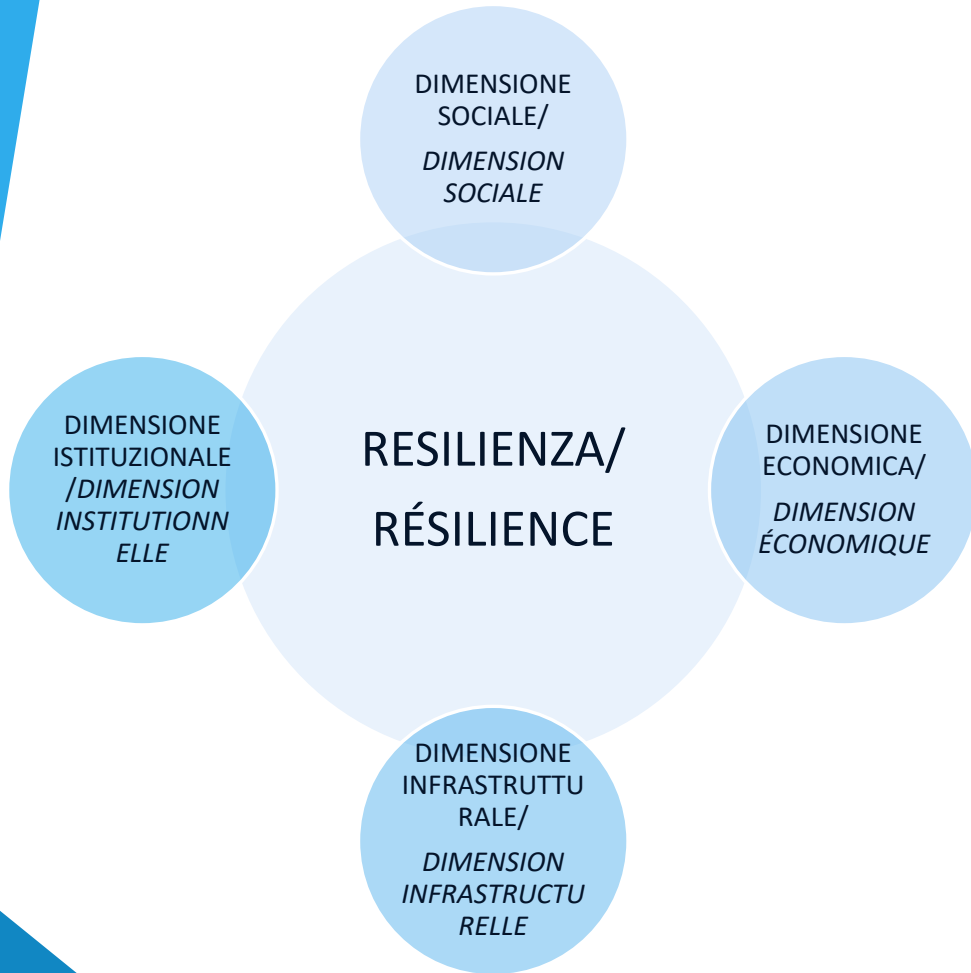 DIMENSIONE
SOCIALE/
DIMENSION
SOCIALE
RESILIENZA/
RÉSILIENCE
DIMENSIONE
ISTITUZIONALE
/DIMENSION
INSTITUTIONN
ELLE
DIMENSIONE
ECONOMICA/
DIMENSION
ÉCONOMIQUE
DIMENSIONE
INFRASTRUTTU
RALE/
DIMENSION
INFRASTRUCTU
RELLE